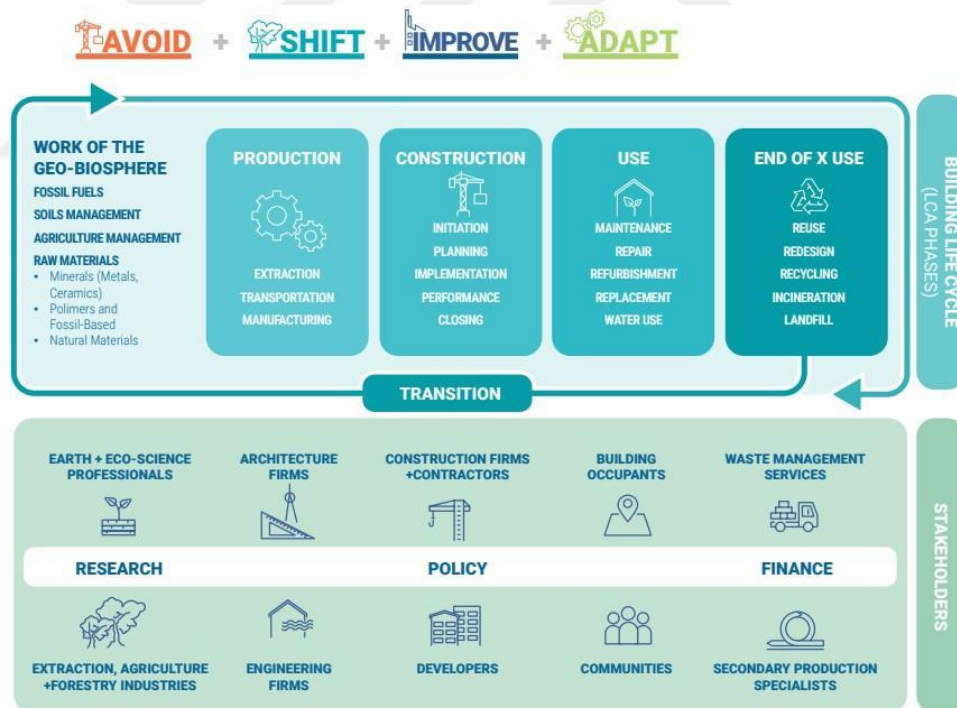 AVOID + SHIFT + IMPROVE + ADAPT
WORK OF THE
GEO-BIOSPHERE
FOSSIL FUELS
SOILS MANAGEMENT
AGRICULTURE MANAGEMENT
RAW MATERIALS
• Minerals (Metals,
Ceramics)
• Polimers and
Fossil-Based
• Natural Materials
PRODUCTION
EXTRACTION
TRANSPORTATION
MANUFACTURING
CONSTRUCTION
INITIATION
PLANNING
IMPLEMENTATION
PERFORMANCE
CLOSING
USE
MAINTENANCE
REPAIR
REFURBISHMENT
REPLACEMENT
WATER USE
END OF X USE
REUSE
REDESIGN
RECYCLING
INCINERATION
LANDFILL
BUILDING LIFE CYCLE
(LCA PHASES)
TRANSITION
EARTH + ECO-SCIENCE
PROFESSIONALS
ARCHITECTURE
FIRMS
CONSTRUCTION FIRMS
+CONTRACTORS
BUILDING
OCCUPANTS
WASTE MANAGEMENT
SERVICES
RESEARCH
POLICY
FINANCE
EXTRACTION, AGRICULTURE
+FORESTRY INDUSTRIES
ENGINEERING
FIRMS
DEVELOPERS
COMMUNITIES
SECONDARY PRODUCTION
SPECIALISTS
STAKEHOLDERS